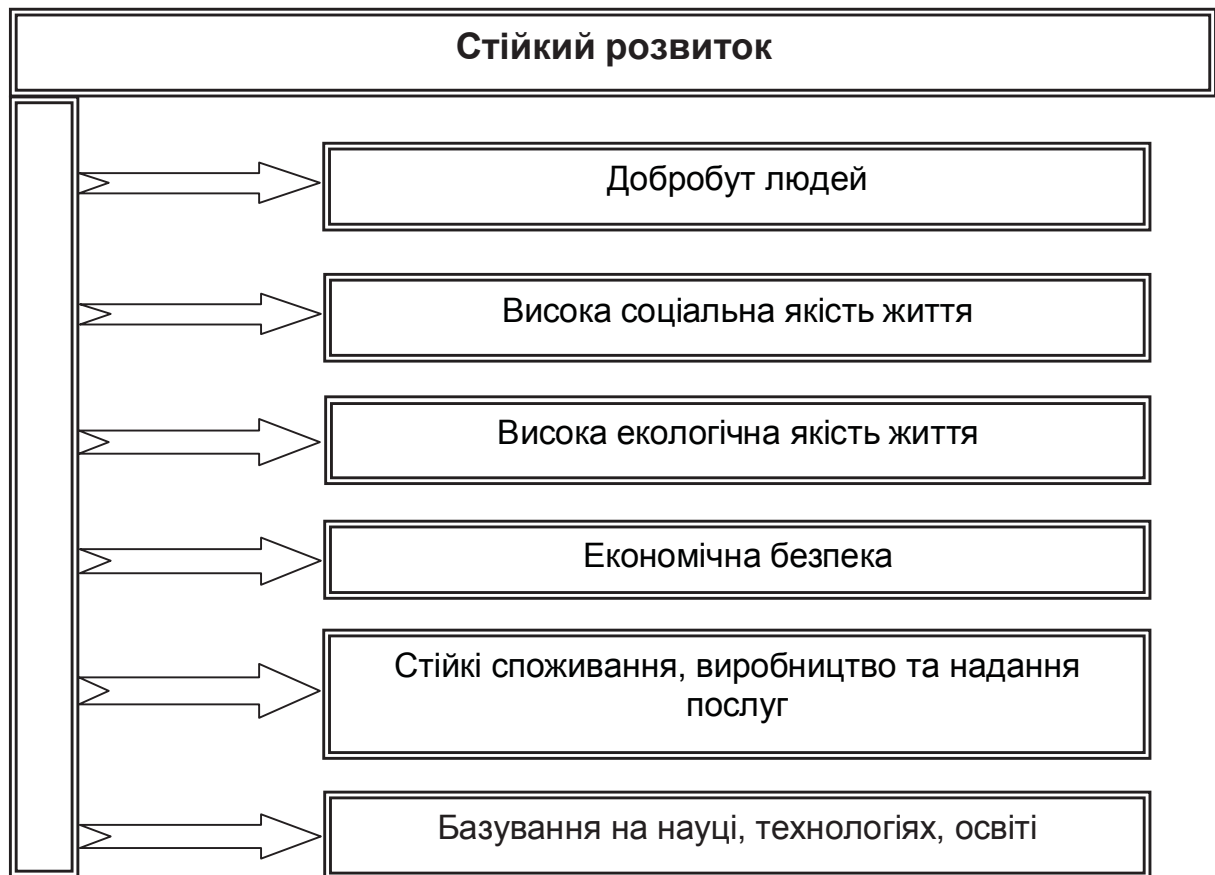 Стійкий розвиток
Добробут людей
Висока соціальна якість життя
Висока екологічна якість життя
Економічна безпека
Стійкі споживання, виробництво та надання
послуг
Базування на науці, технологіях, освіті